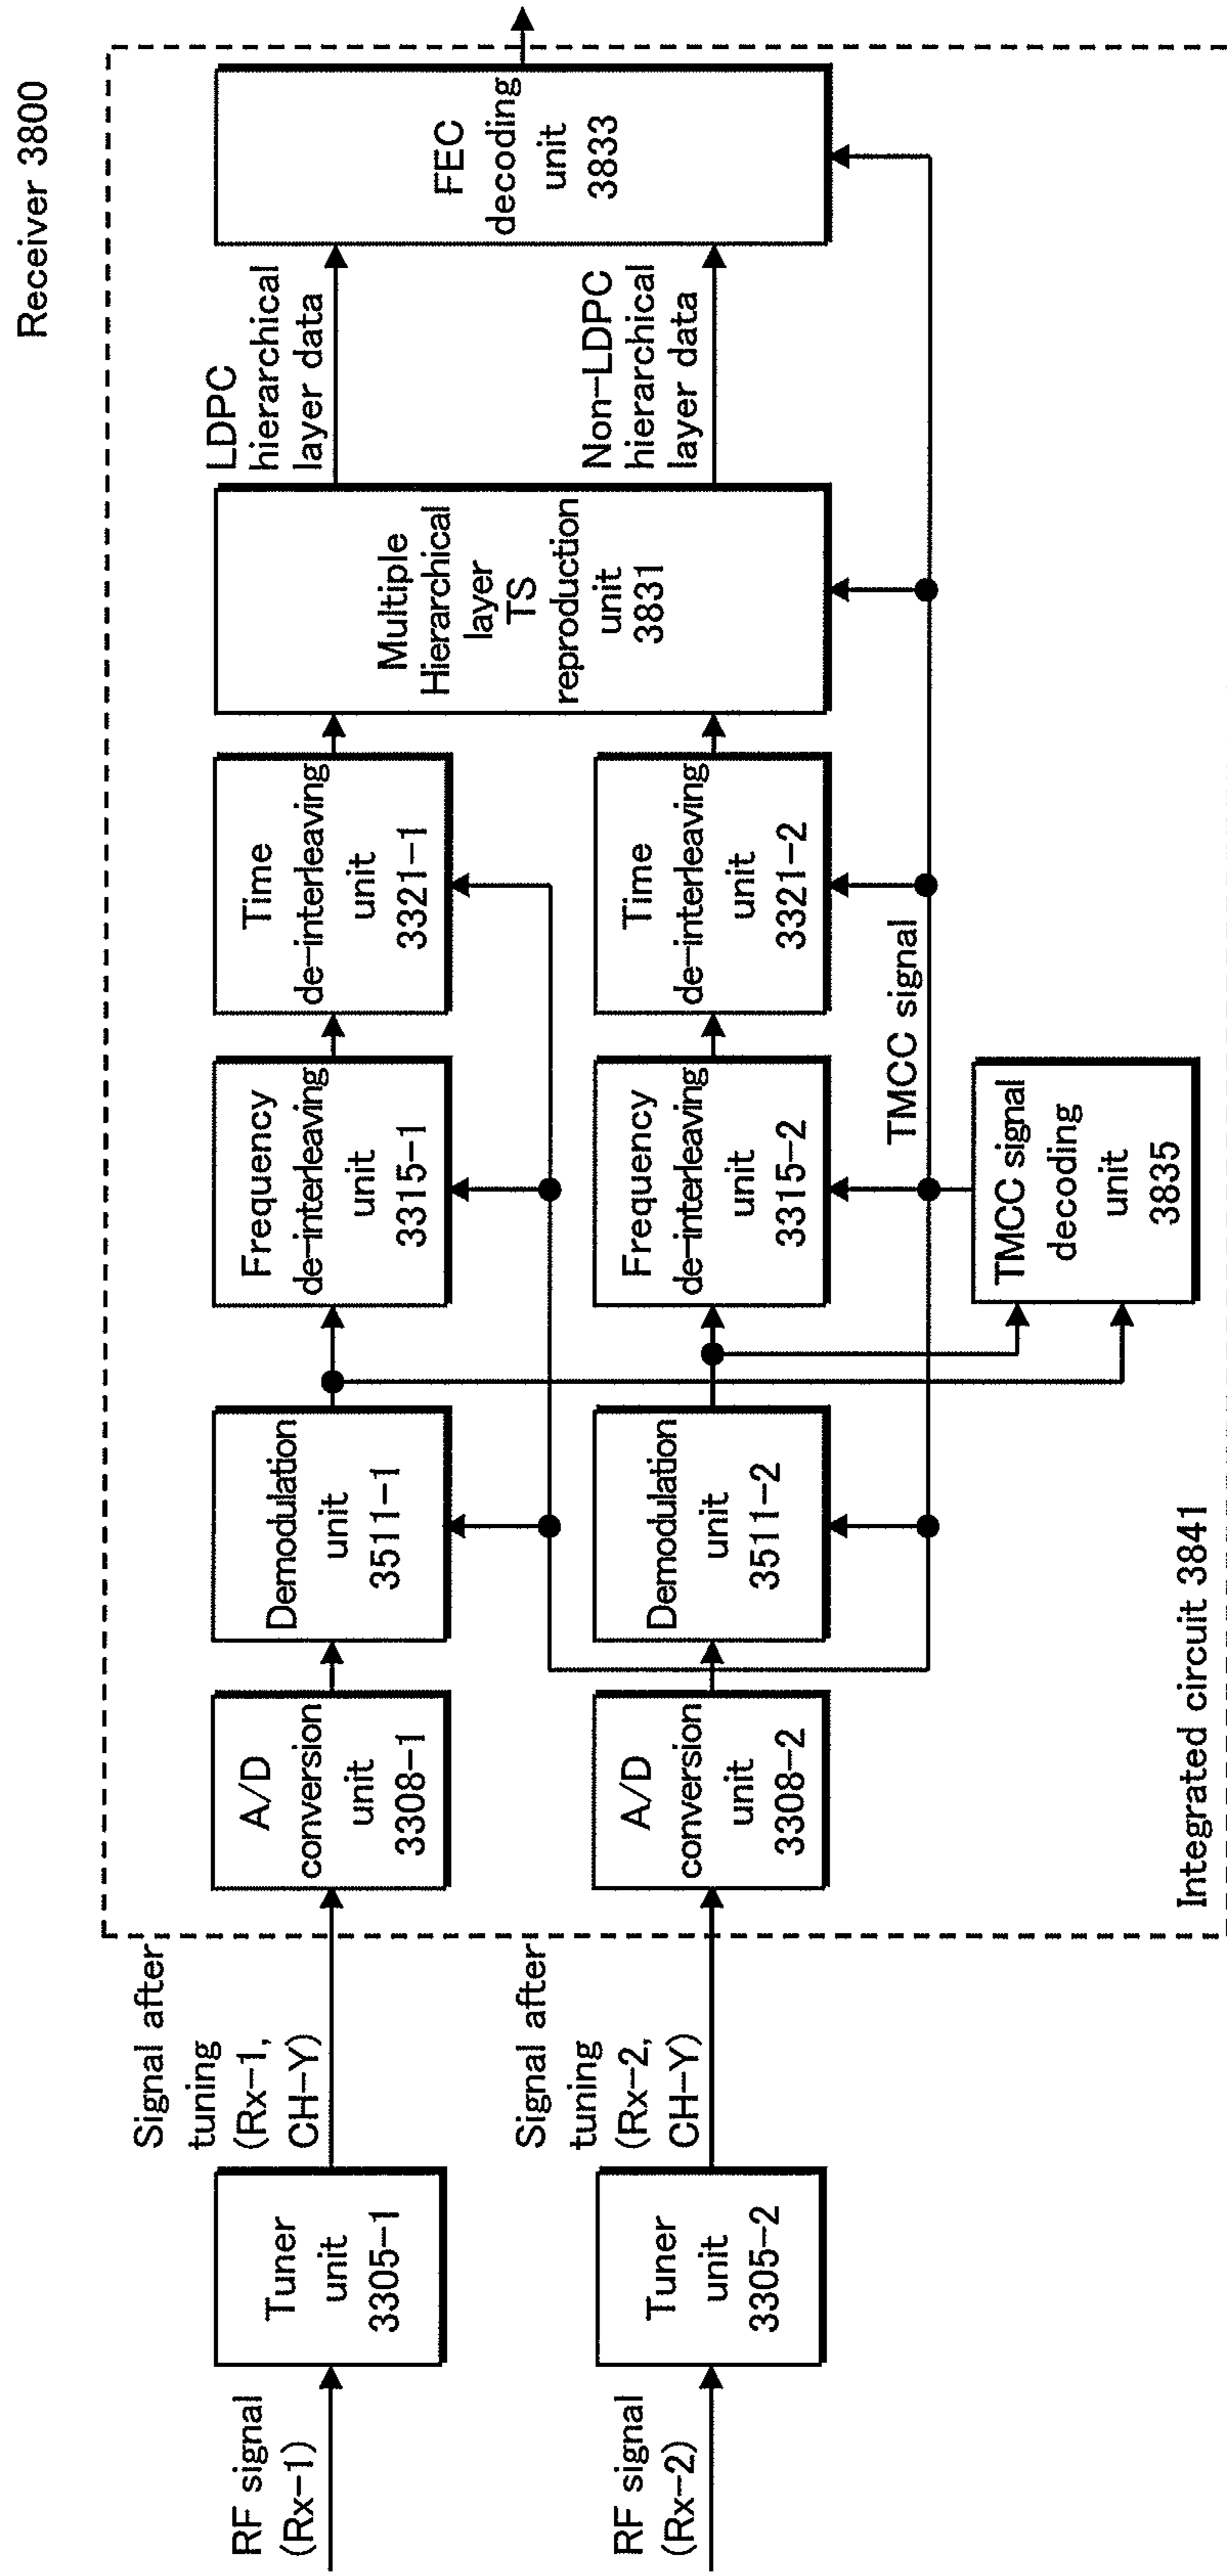 Receiver 3800
RF signal
(Rx-1)
Tuner
unit
3305-1
Signal after
tuning
(Rx-1,
CH-Y)
A/D
conversion
unit
3308-1
Demodulation
unit
3511-1
Frequency
de-interleaving
unit
3315-1
Time
de-interleaving
unit
3321-1
Multiple
Hierarchical
layer
TS
reproduction
unit
3831
LDPC
hierarchical
layer data
FEC
decoding
unit
3833
RF signal
(Rx-2)
Tuner
unit
3305-2
Signal after
tuning
(Rx-2,
CH-Y)
A/D
conversion
unit
3308-2
Demodulation
unit
3511-2
Frequency
de-interleaving
unit
3315-2
Time
de-interleaving
unit
3321-2
Non-LDPC
hierarchical
layer data
TMCC signal
TMCC signal
decoding
unit
3835
Integrated circuit 3841